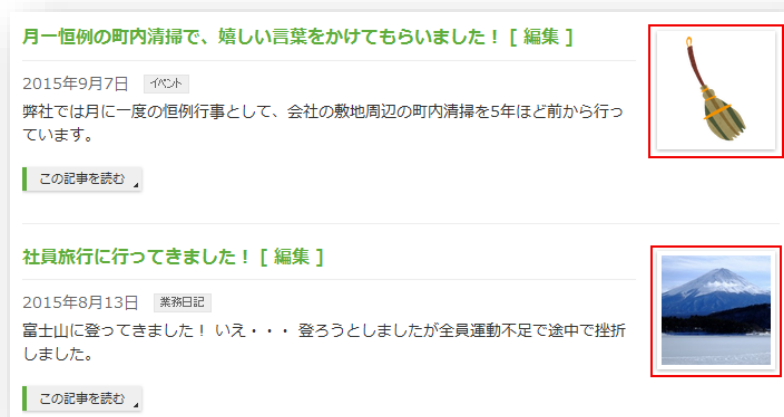 月一恒例の町内清掃で、嬉しい言葉をかけてもらいました！ [ 編集 ]
2015年9月7日 イベント
弊社では月に一度の恒例行事として、会社の敷地周辺の町内清掃を5年ほど前から行っ
ています。
この記事を読む
社員旅行に行ってきました！ [ 編集 ]
2015年8月13日 業務日記
富士山に登ってきました！ いえ・・・ 登ろうとしましたが全員運動不足で途中で挫折
しました。
この記事を読む